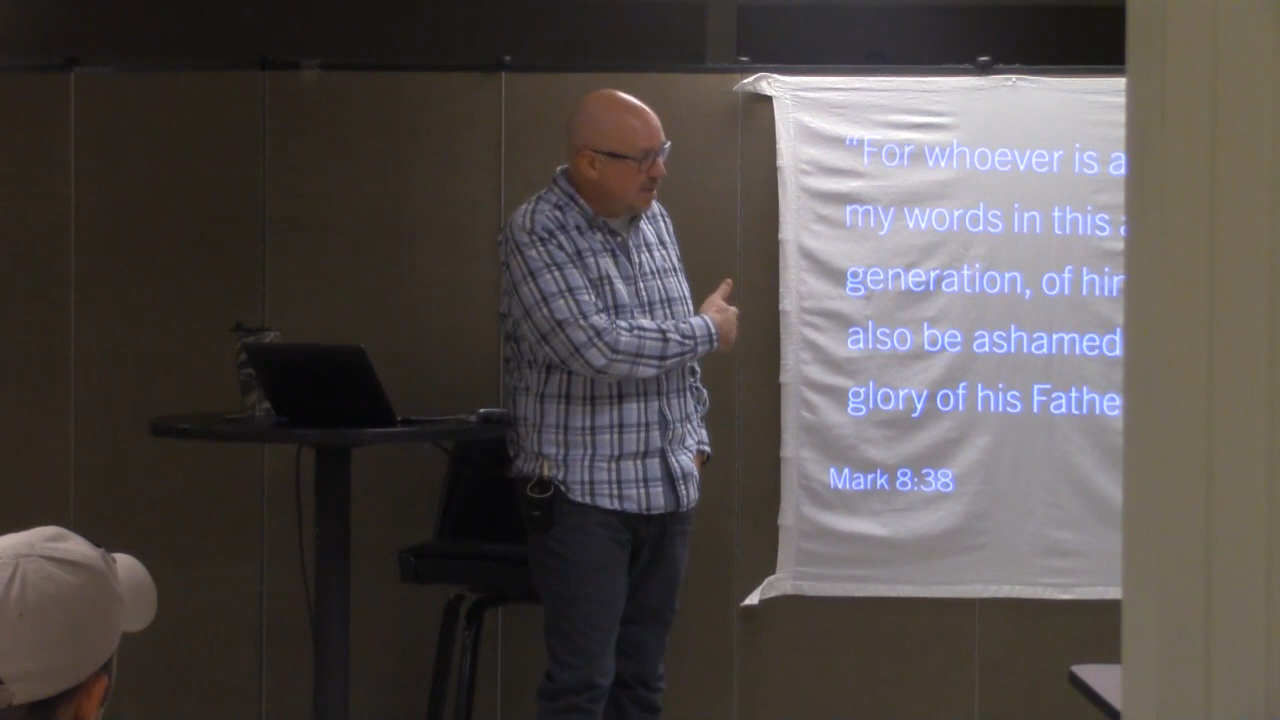 “For whoever is a
my words in this
generation, of hi
also be ashamed
glory of his Fathe
Mark 8:38